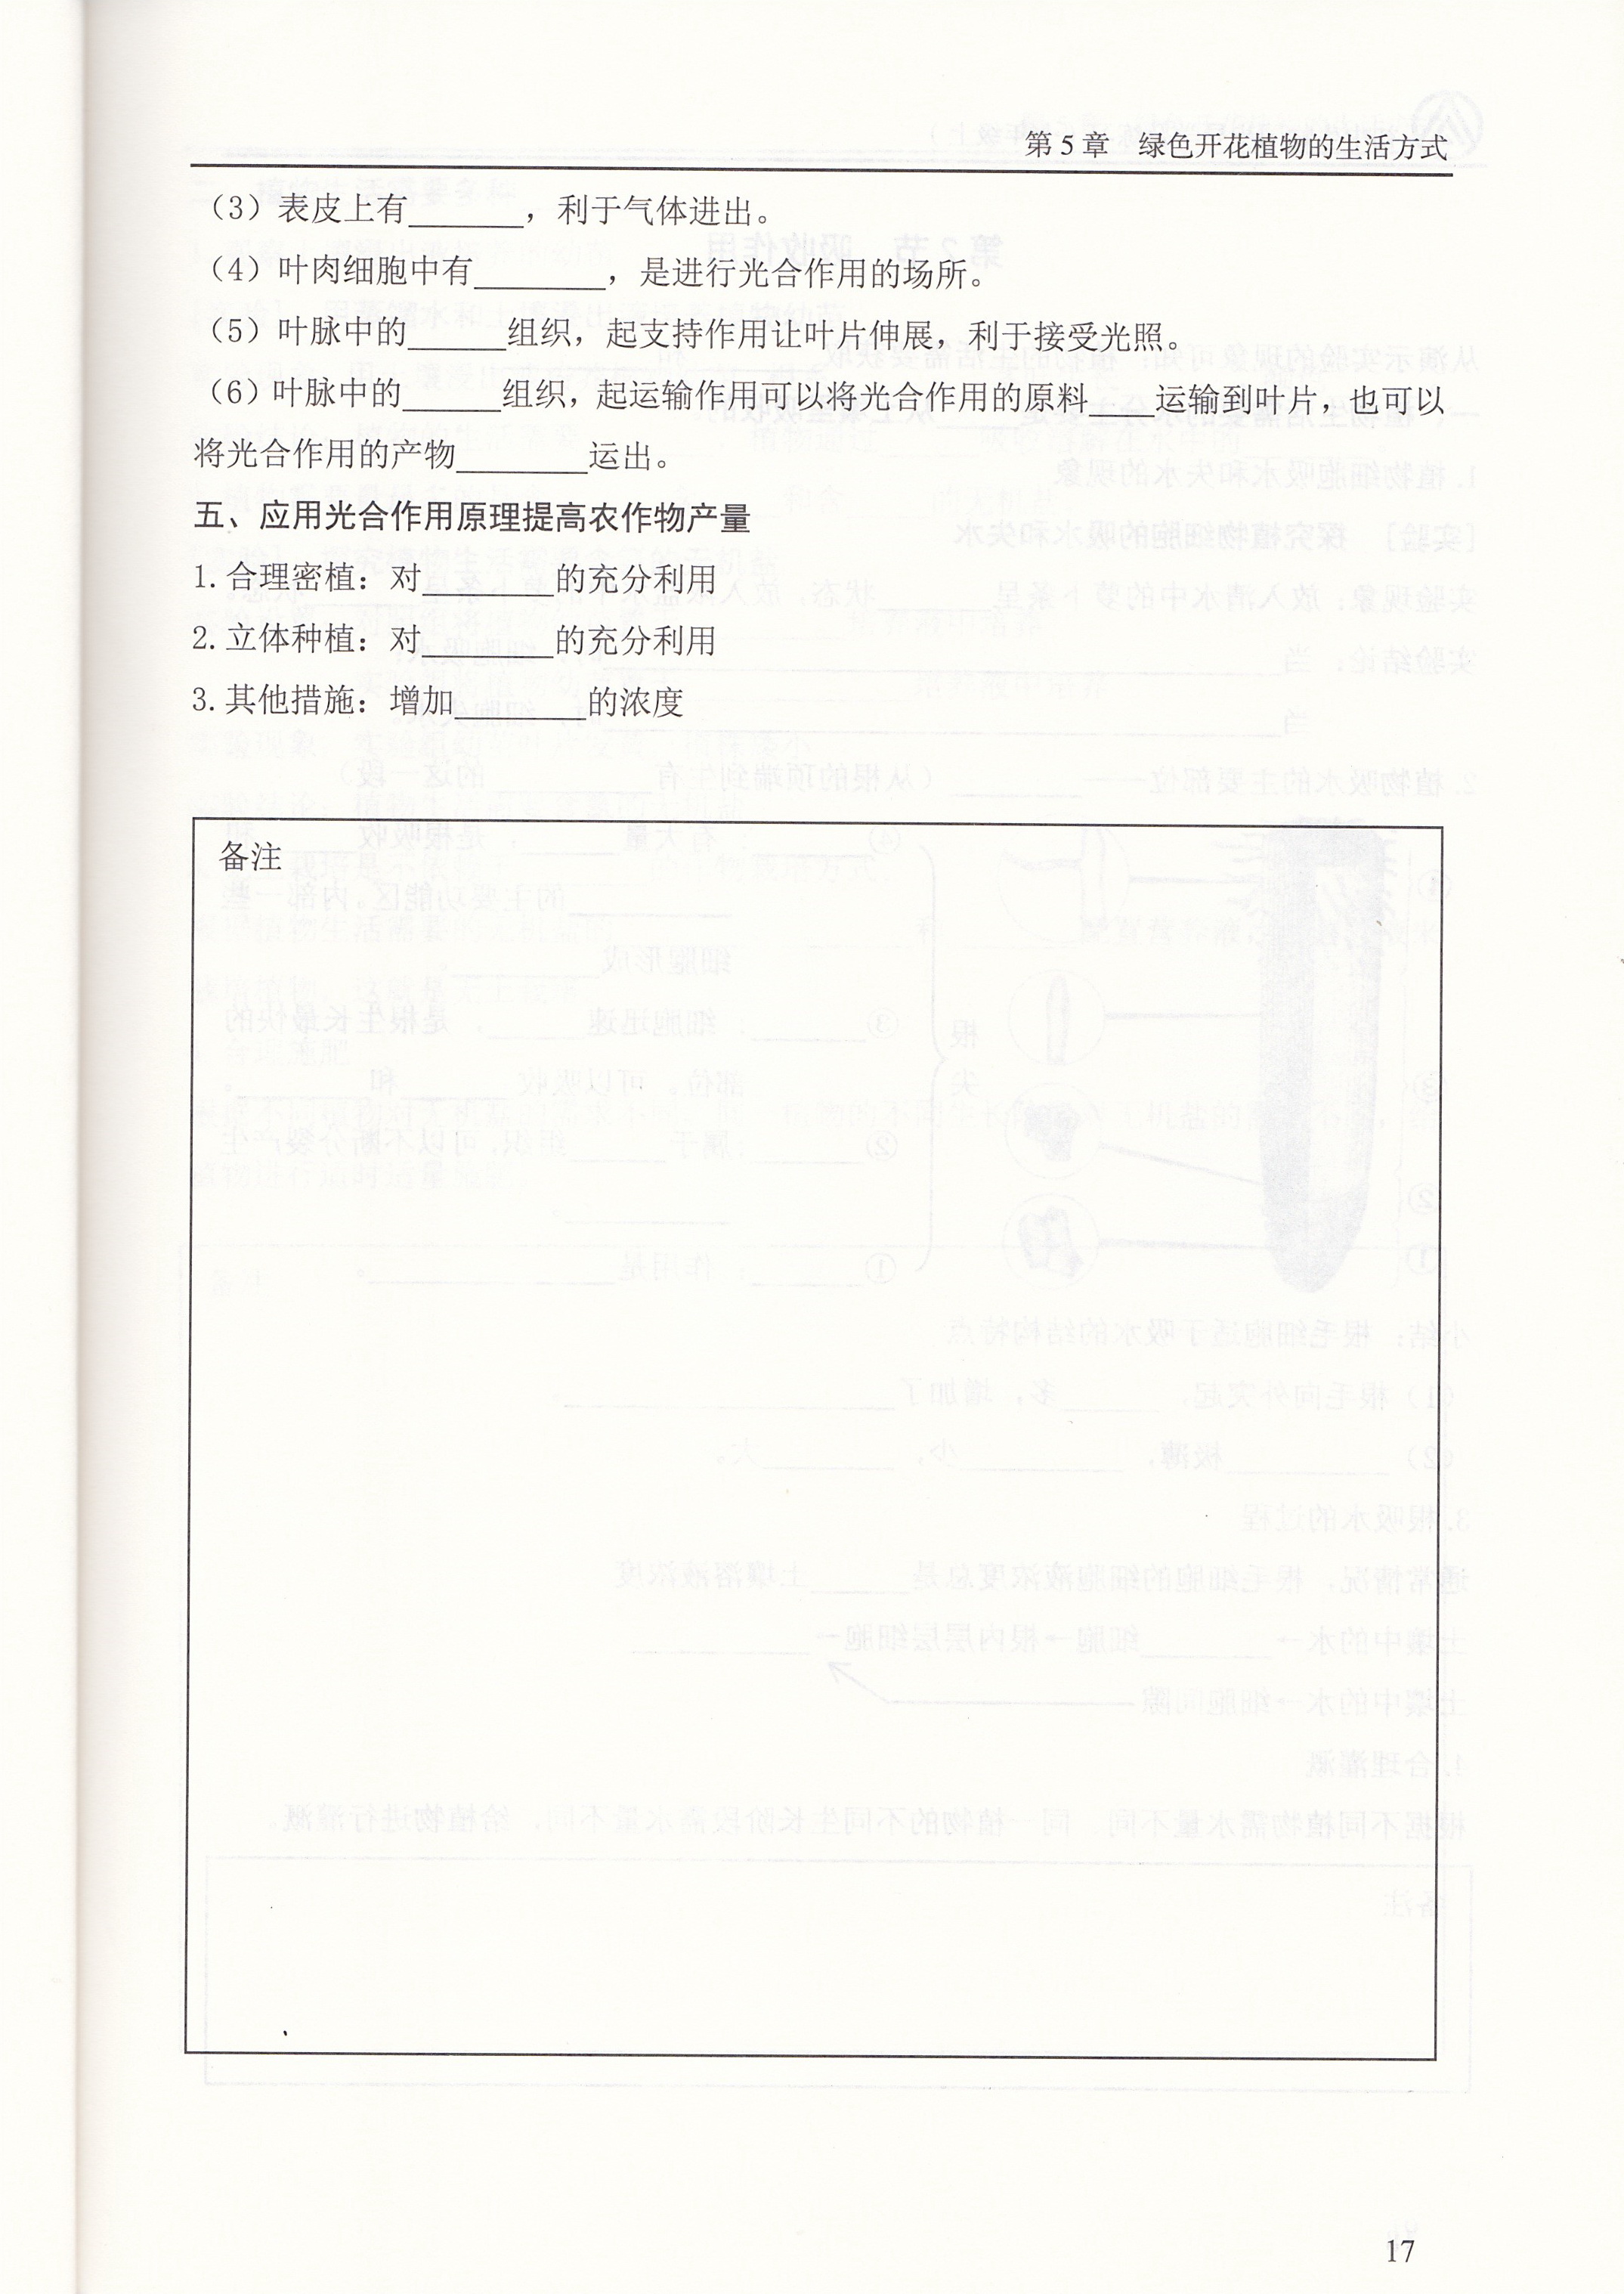 第5章 绿色开花植物的生活方式
（3）表皮上有______，利于气体进出。
（4）叶肉细胞中有______，是进行光合作用的场所。
（5）叶脉中的______组织，起支持作用让叶片伸展，利于接受光照。
（6）叶脉中的______组织，起运输作用可以将光合作用的原料____运输到叶片，也可以
将光合作用的产物________运出。
五、应用光合作用原理提高农作物产量
1. 合理密植：对________的充分利用
2. 立体种植：对________的充分利用
3. 其他措施：增加________的浓度
备注
17